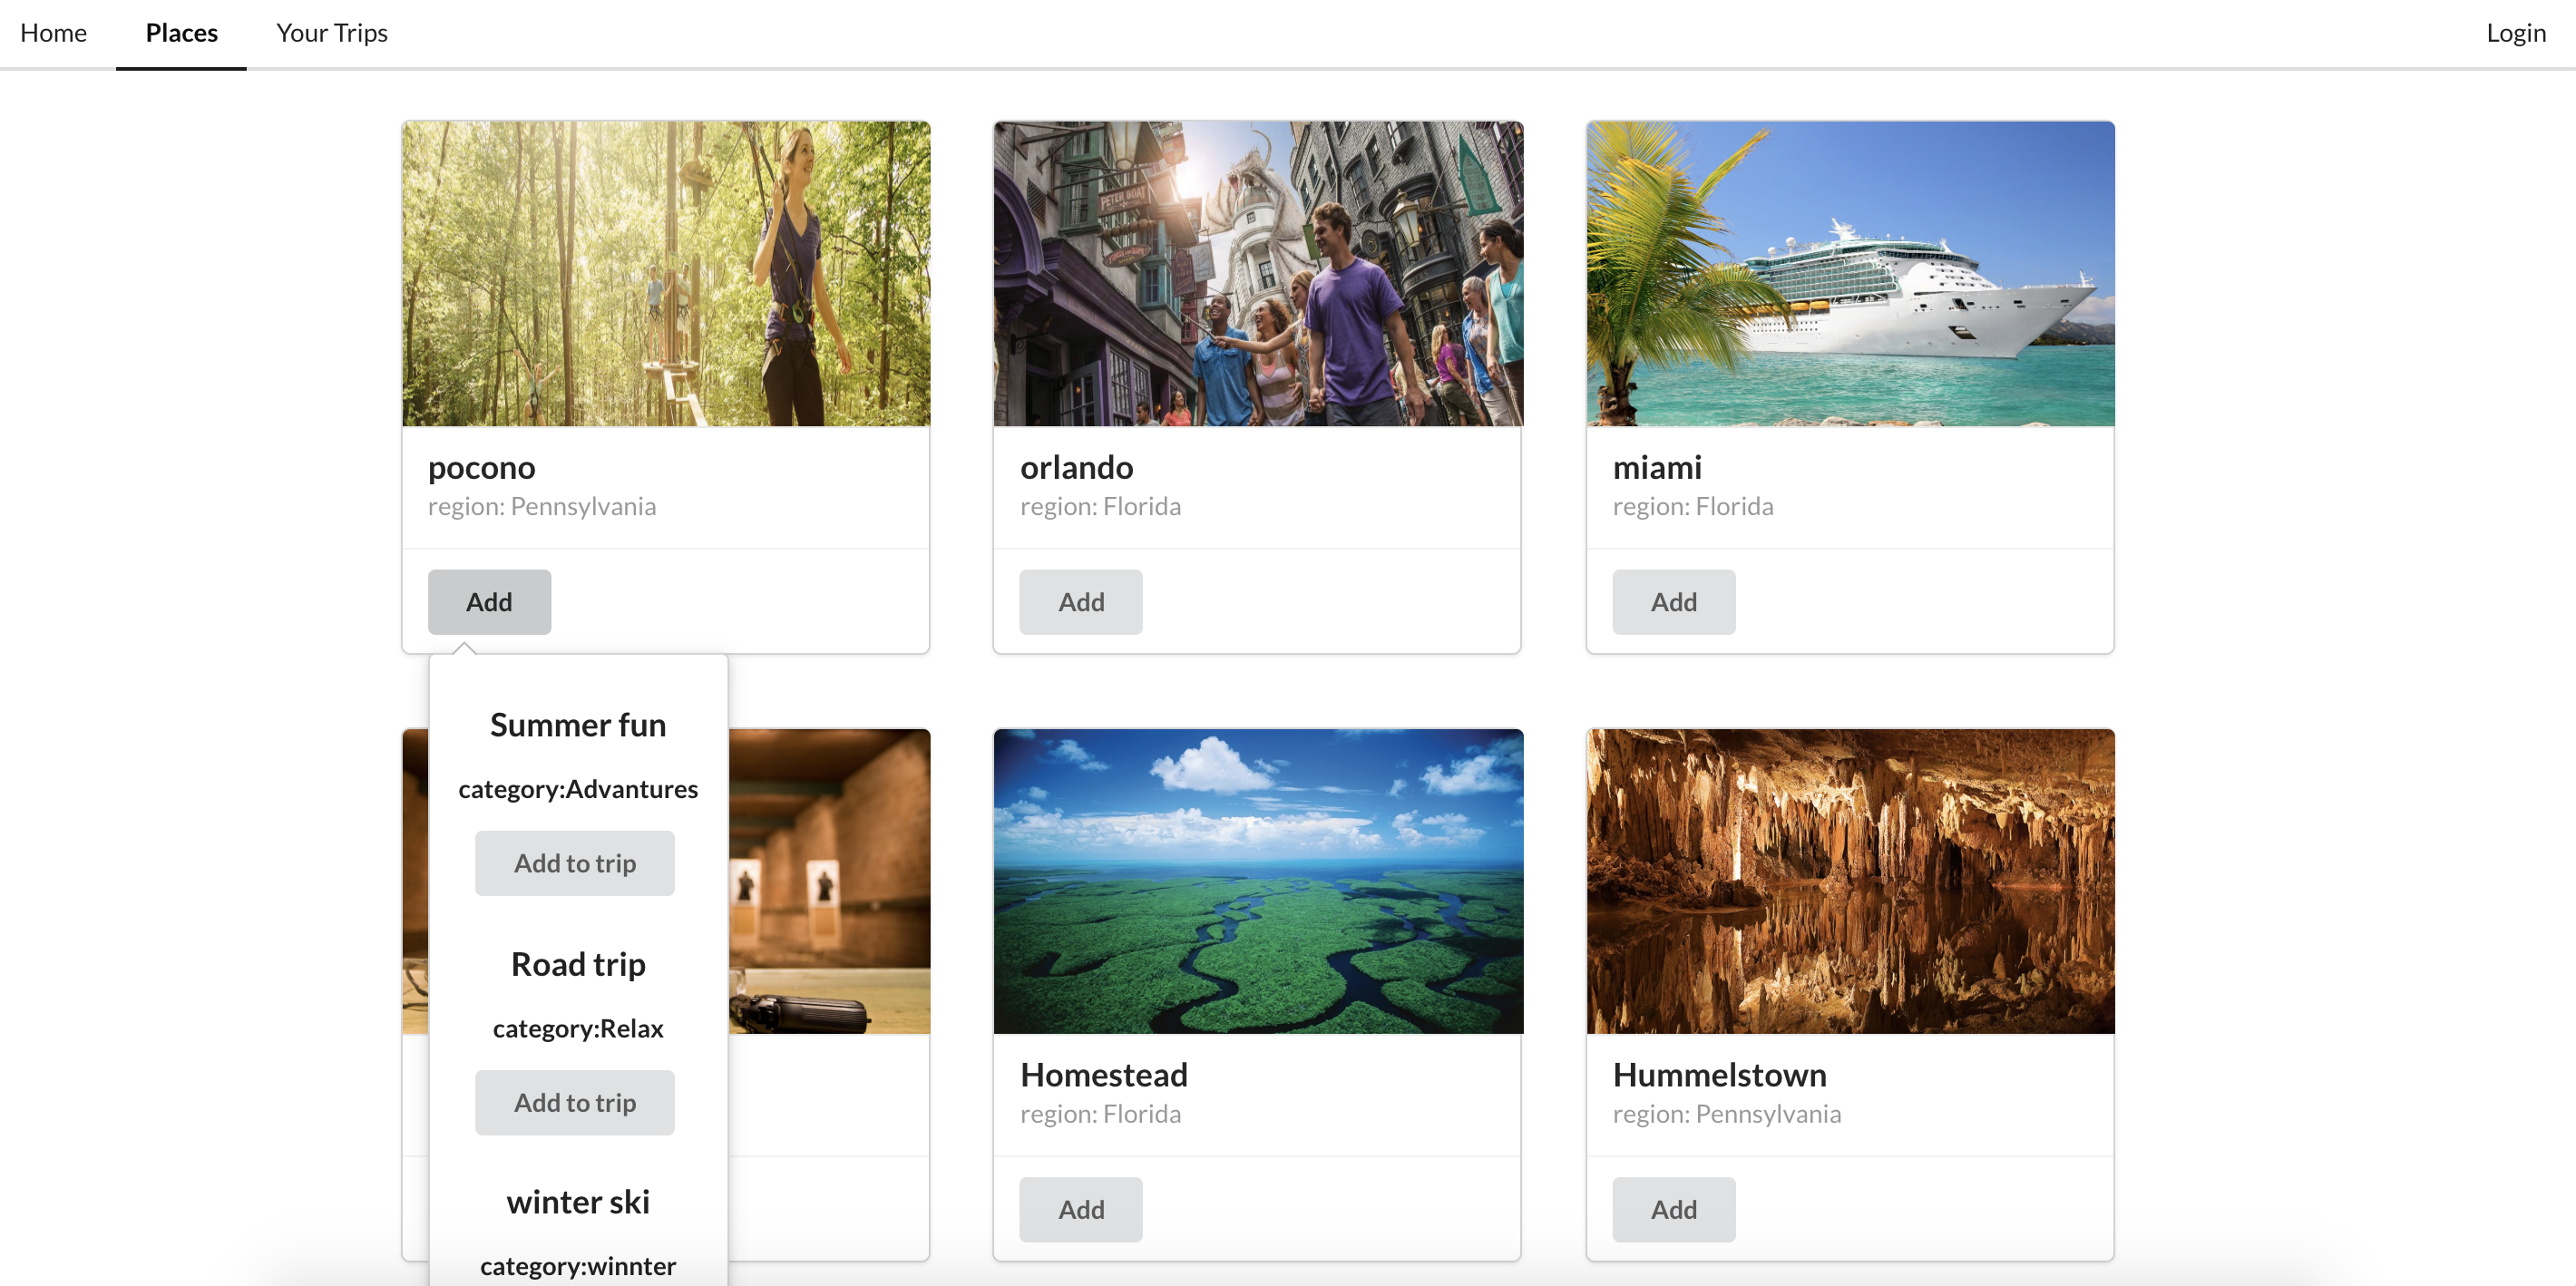 Home
Places
Your Trips
Login
PETER BOAT
pocono
region: Pennsylvania
Add
orlando
region: Florida
Add
miami
region: Florida
Add
Summer fun
category:Advantures
Add to trip
Road trip
category:Relax
Add to trip
winter ski
category:winnter
Homestead
region: Florida
Add
Hummelstown
region: Pennsylvania
Add